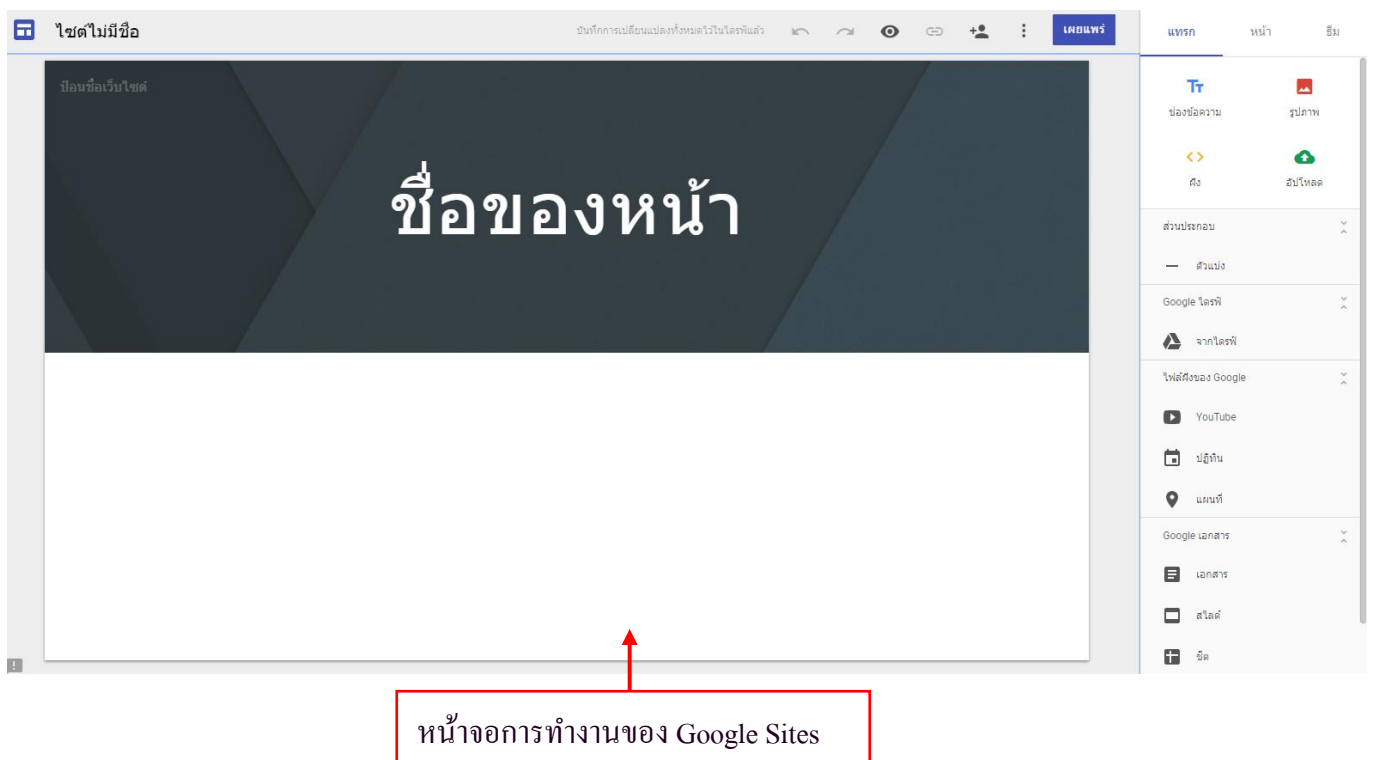 ไซต์ไม่มีชื่อ
บันทึกการเปลี่ยนแปลงทั้งหมดไว้ในไดรฟ์แล้ว
เผยแพร่
แทรก หน้า ธีม
ป้อนชื่อเว็บไซต์
ชื่อของหน้า
Tт
ช่องข้อความ รูปภาพ
ฝัง อัปโหลด
ส่วนประกอบ
ตัวแบ่ง
Google ไดรฟ์
จากไดรฟ์
ไฟล์ฝังของ Google
YouTube
ปฏิทิน
แผนที่
Google เอกสาร
เอกสาร
สไลด์
ชีต
หน้าจอการทำงานของ Google Sites